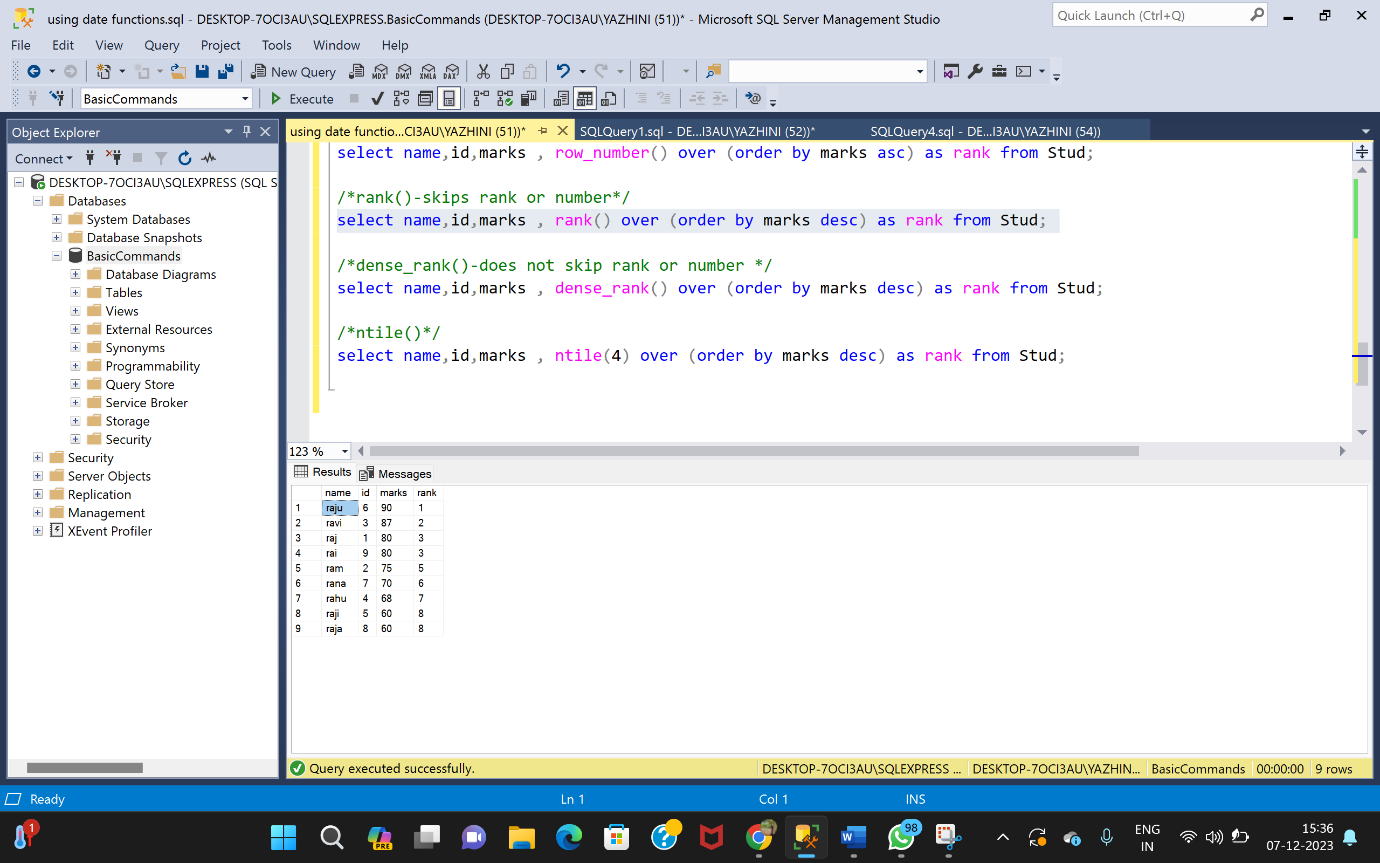 using date functions.sql - DESKTOP-7OCI3AU\SQLEXPRESS.BasicCommands (DESKTOP-7OCI3AU\YAZHINI (51))* - Microsoft SQL Server Management Studio
Quick Launch (Ctrl+Q)
File Edit View Query Project Tools Window Help
New Query MDX DMX XMLA DAX
BasicCommands Execute
Object Explorer
using date functio...CI3AU\YAZHINI (51))* SQLQuery1.sql - DE...I3AU\YAZHINI (52))* SQLQuery4.sql - DE...I3AU\YAZHINI (54))
Connect
DESKTOP-7OCI3AU\SQLEXPRESS (SQL S
Databases
System Databases
Database Snapshots
BasicCommands
Database Diagrams
Tables
Views
External Resources
Synonyms
Programmability
Query Store
Service Broker
Storage
Security
Security
Server Objects
Replication
Management
XEvent Profiler
select name,id,marks , row_number() over (order by marks asc) as rank from Stud;
/*rank()-skips rank or number*/
select name,id,marks , rank() over (order by marks desc) as rank from Stud;
/*dense_rank()-does not skip rank or number */
select name,id,marks , dense_rank() over (order by marks desc) as rank from Stud;
/*ntile()*/
select name,id,marks , ntile(4) over (order by marks desc) as rank from Stud;
123 %
Results Messages
name id marks rank
1 raju 6 90 1
2 ravi 3 87 2
3 raj 1 80 3
4 rai 9 80 3
5 ram 2 75 5
6 rana 7 70 6
7 rahu 4 68 7
8 raji 5 60 8
9 raja 8 60 8
Query executed successfully. DESKTOP-7OCI3AU\SQLEXPRESS ... DESKTOP-7OCI3AU\YAZHIN... BasicCommands 00:00:00 9 rows
Ready Ln 1 Col 1 INS
1 PRE 98
ENG
IN
15:36
07-12-2023